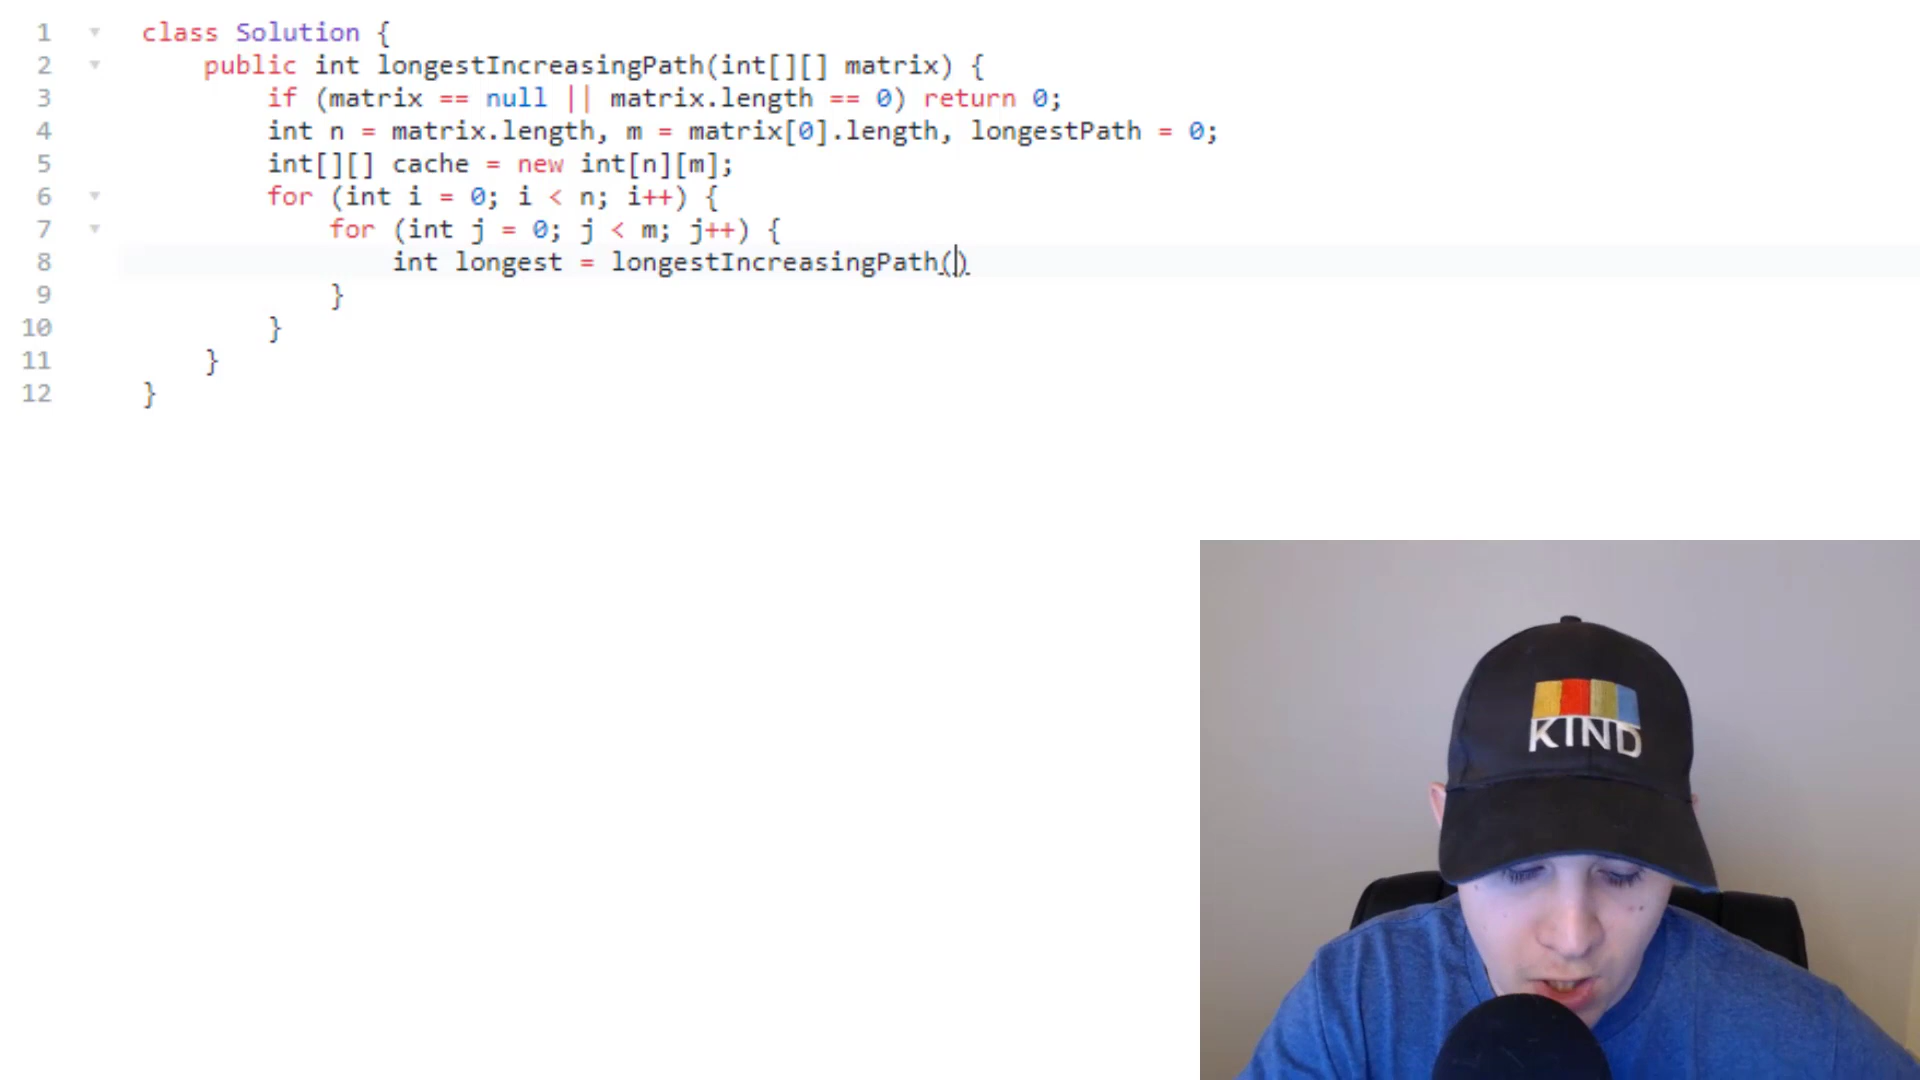 1 class Solution {
2 public int longestIncreasingPath(int[][] matrix) {
3 if (matrix == null || matrix.length == 0) return 0;
4 int n = matrix.length, m = matrix[0].length, longestPath = 0;
5 int[][] cache = new int[n][m];
6 for (int i = 0; i < n; i++) {
7 for (int j = 0; j < m; j++) {
8 int longest = longestIncreasingPath()
9 }
10 }
11 }
12 }
KIND